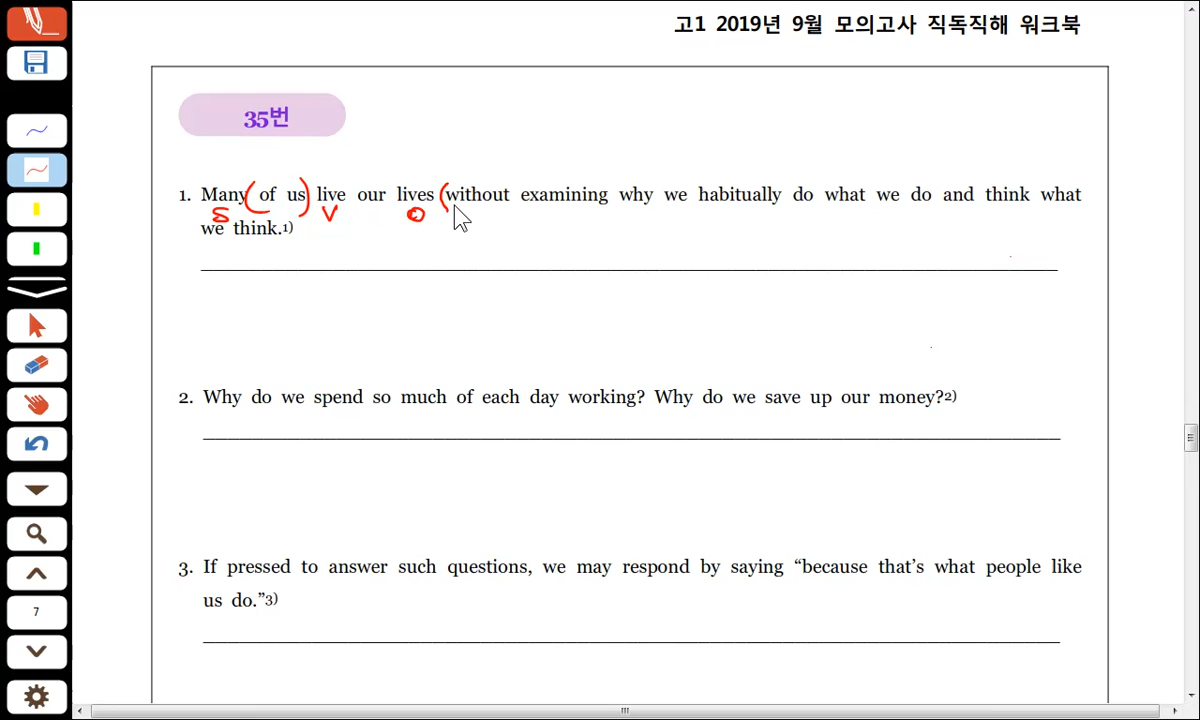 고1 2019년 9월 모의고사 직독직해 워크북
35번
1. Many (of us) live our lives (without examining why we habitually do what we do and think what
S V O
we think.1)
2. Why do we spend so much of each day working? Why do we save up our money?2)
3. If pressed to answer such questions, we may respond by saying “because that’s what people like
us do.”3)
7